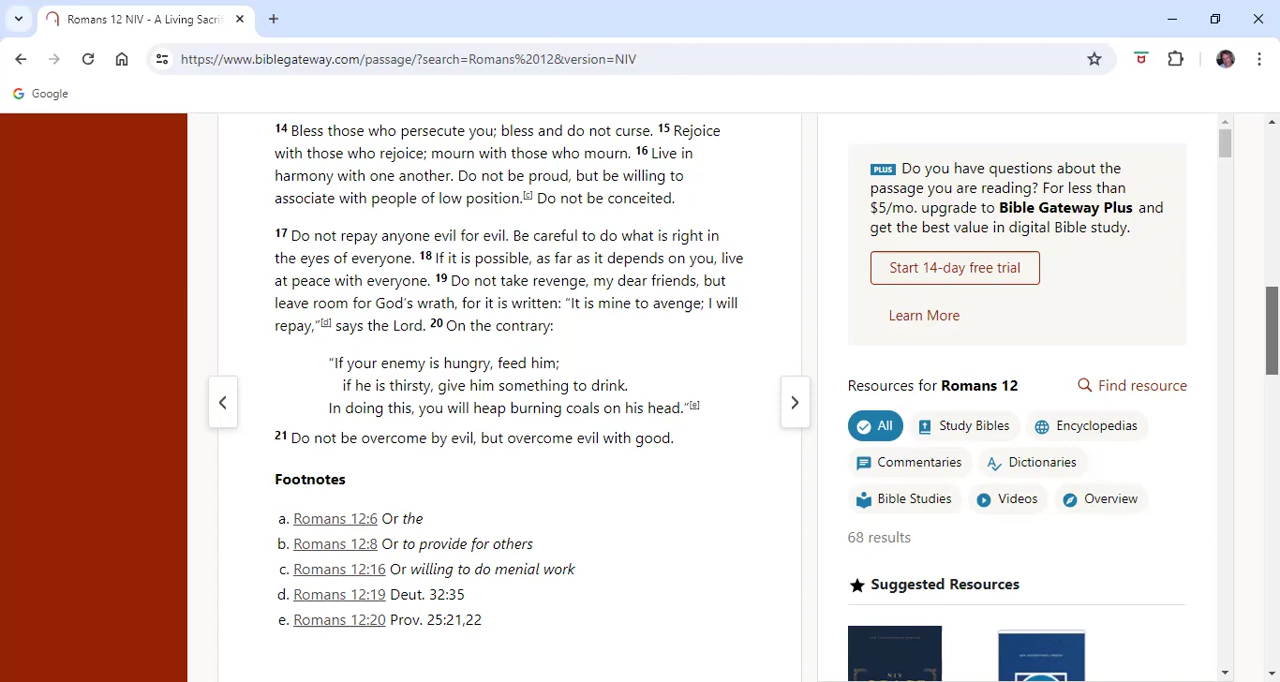 Romans 12 NIV - A Living Sacri
https://www.biblegateway.com/passage/?search=Romans%2012&version=NIV
Google
14 Bless those who persecute you; bless and do not curse. 15 Rejoice
with those who rejoice; mourn with those who mourn. 16 Live in
harmony with one another. Do not be proud, but be willing to
associate with people of low position.[c] Do not be conceited.
17 Do not repay anyone evil for evil. Be careful to do what is right in
the eyes of everyone. 18 If it is possible, as far as it depends on you, live
at peace with everyone. 19 Do not take revenge, my dear friends, but
leave room for God’s wrath, for it is written: “It is mine to avenge; I will
repay,”[d] says the Lord. 20 On the contrary:
“If your enemy is hungry, feed him;
if he is thirsty, give him something to drink.
In doing this, you will heap burning coals on his head.”[e]
21 Do not be overcome by evil, but overcome evil with good.
Footnotes
a. Romans 12:6 Or the
b. Romans 12:8 Or to provide for others
c. Romans 12:16 Or willing to do menial work
d. Romans 12:19 Deut. 32:35
e. Romans 12:20 Prov. 25:21,22
PLUS Do you have questions about the
passage you are reading? For less than
$5/mo. upgrade to Bible Gateway Plus and
get the best value in digital Bible study.
Start 14-day free trial
Learn More
Resources for Romans 12 Find resource
All Study Bibles Encyclopedias
Commentaries Dictionaries
Bible Studies Videos Overview
68 results
Suggested Resources
NIV